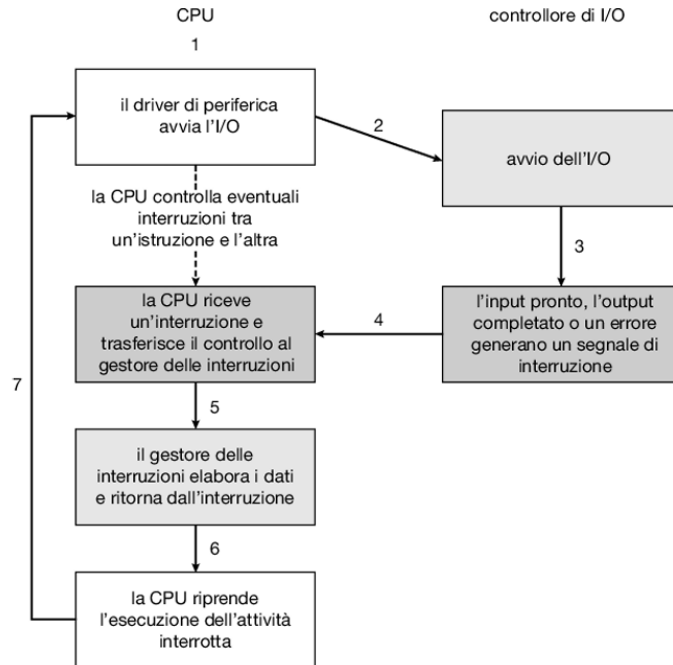 CPU
controllore di I/O
1
il driver di periferica
avvia l'I/O
2
avvio dell'I/O
la CPU controlla eventuali
interruzioni tra
un'istruzione e l'altra
3
la CPU riceve
un'interruzione e
trasferisce il controllo al
gestore delle interruzioni
4
l'input pronto, l'output
completato o un errore
generano un segnale di
interruzione
7
5
il gestore delle
interruzioni elabora i dati
e ritorna dall'interruzione
6
la CPU riprende
l'esecuzione dell'attività
interrotta